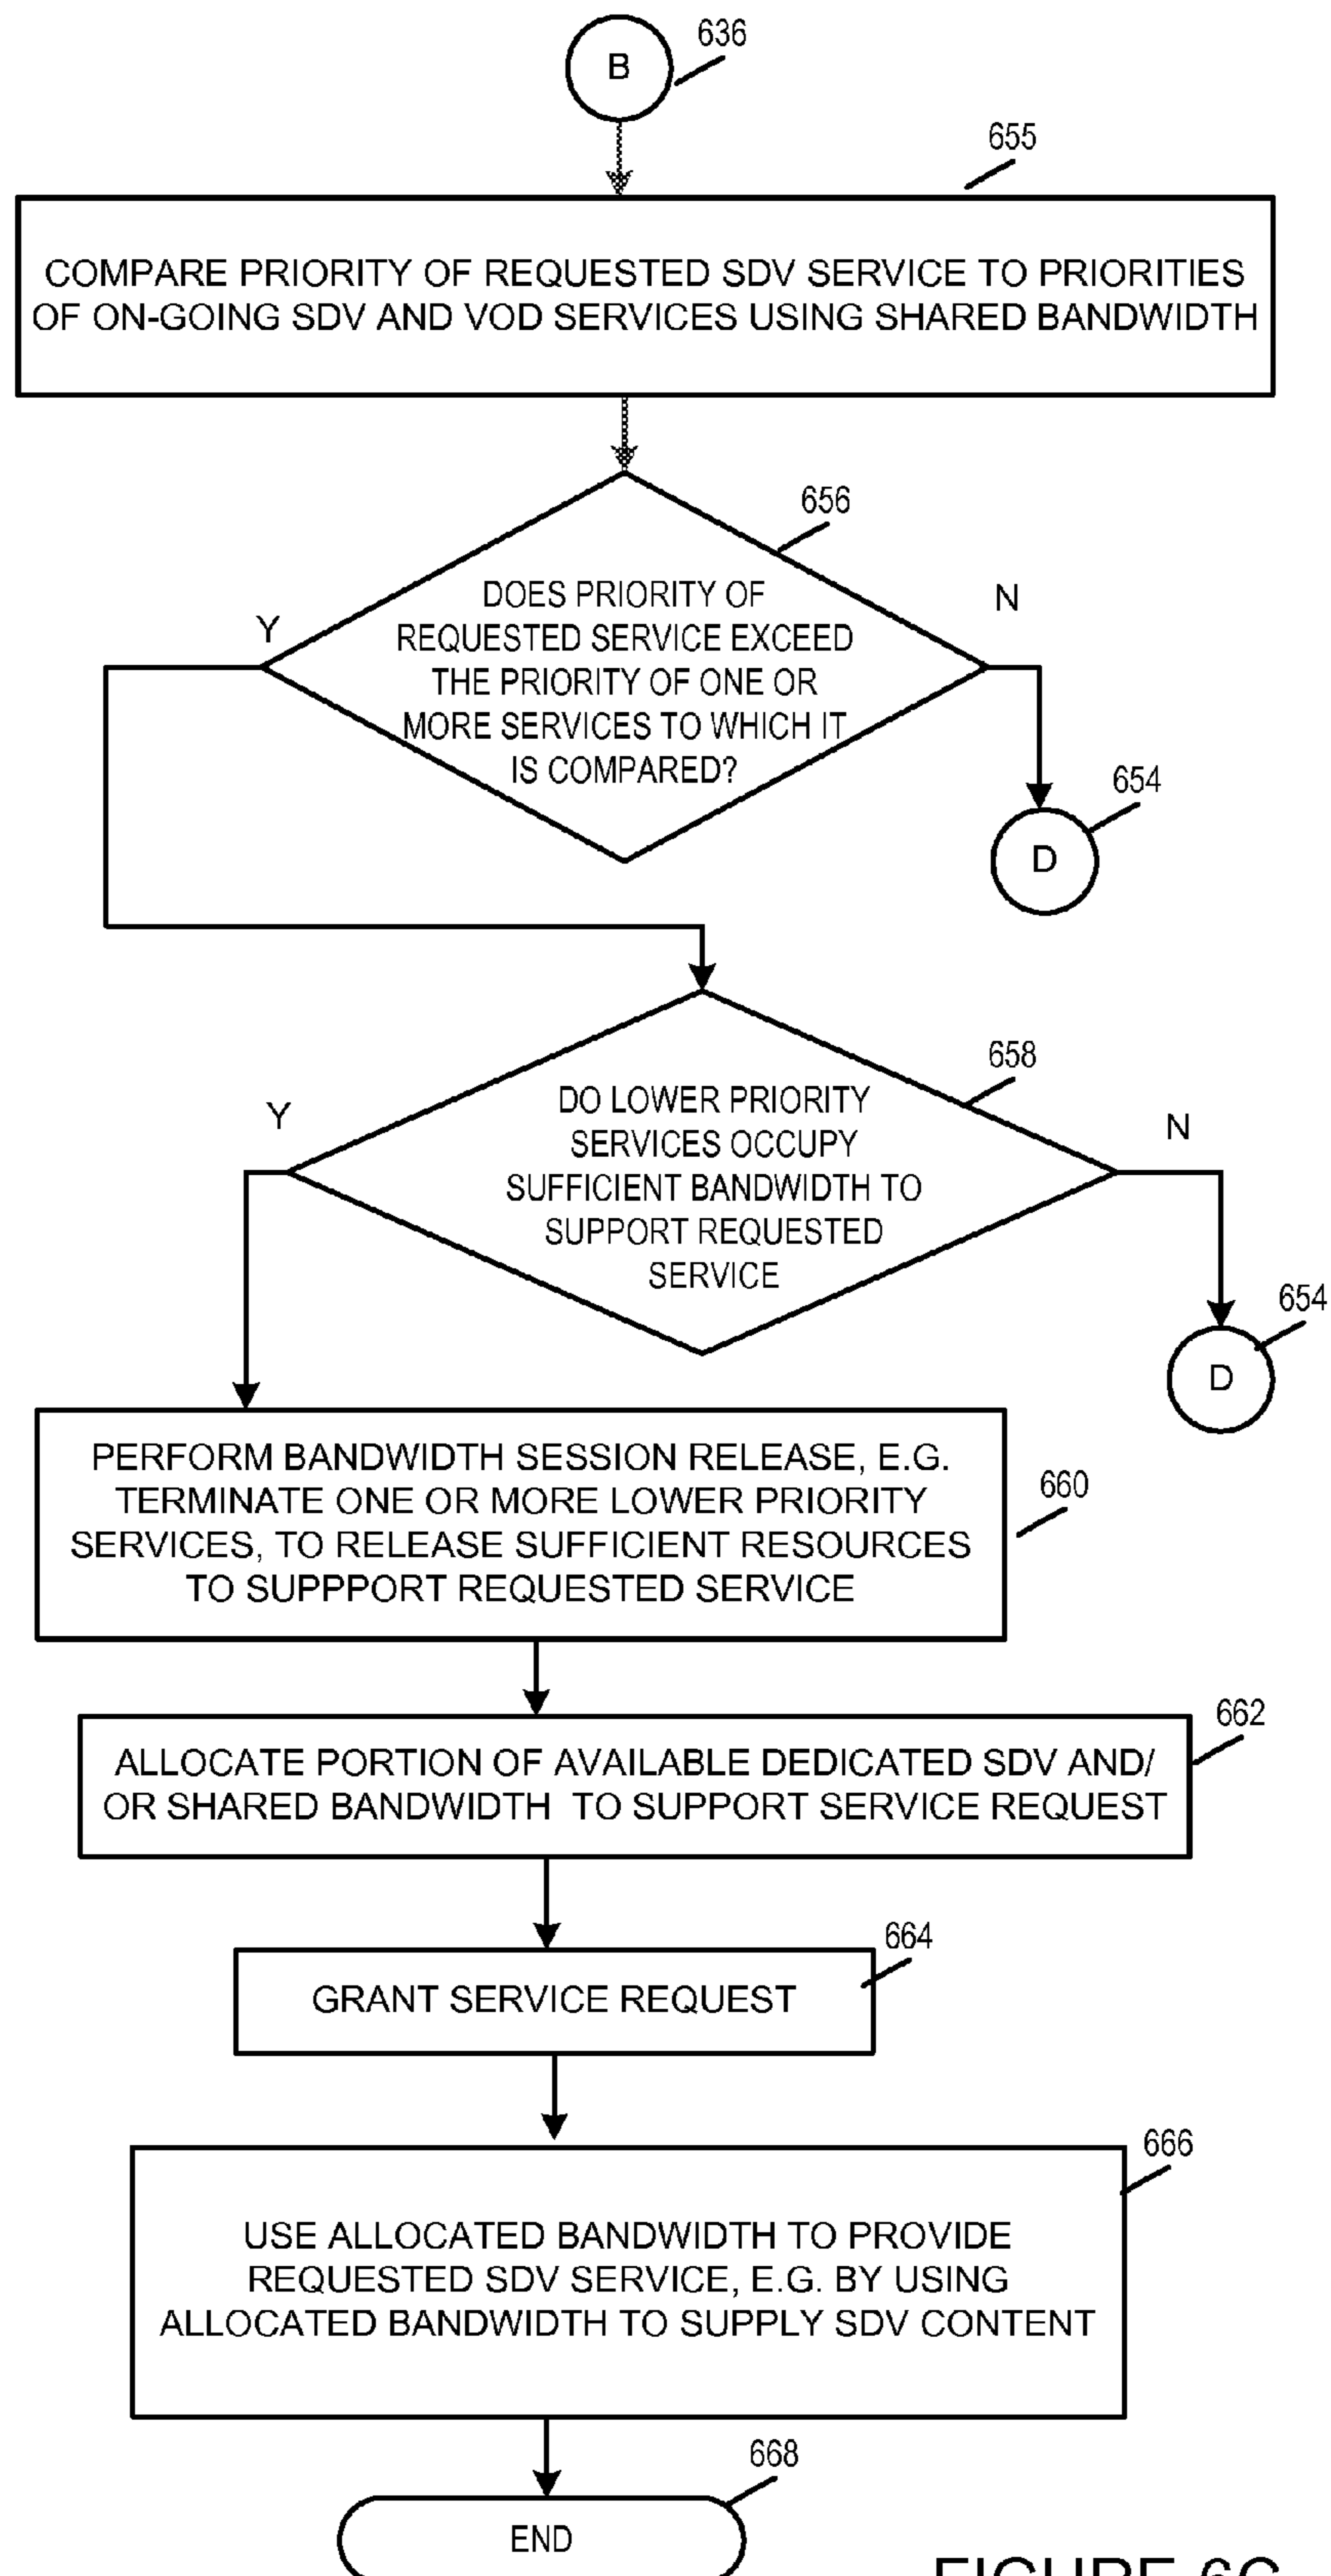 B
636
655
COMPARE PRIORITY OF REQUESTED SDV SERVICE TO PRIORITIES
OF ON-GOING SDV AND VOD SERVICES USING SHARED BANDWIDTH
656
Y
N
DOES PRIORITY OF
REQUESTED SERVICE EXCEED
THE PRIORITY OF ONE OR
MORE SERVICES TO WHICH IT
IS COMPARED?
654
D
658
Y
N
DO LOWER PRIORITY
SERVICES OCCUPY
SUFFICIENT BANDWIDTH TO
SUPPORT REQUESTED
SERVICE
654
D
PERFORM BANDWIDTH SESSION RELEASE, E.G.
TERMINATE ONE OR MORE LOWER PRIORITY
SERVICES, TO RELEASE SUFFICIENT RESOURCES
TO SUPPPORT REQUESTED SERVICE
660
662
ALLOCATE PORTION OF AVAILABLE DEDICATED SDV AND/
OR SHARED BANDWIDTH TO SUPPORT SERVICE REQUEST
664
GRANT SERVICE REQUEST
666
USE ALLOCATED BANDWIDTH TO PROVIDE
REQUESTED SDV SERVICE, E.G. BY USING
ALLOCATED BANDWIDTH TO SUPPLY SDV CONTENT
668
END
FIGURE 6C